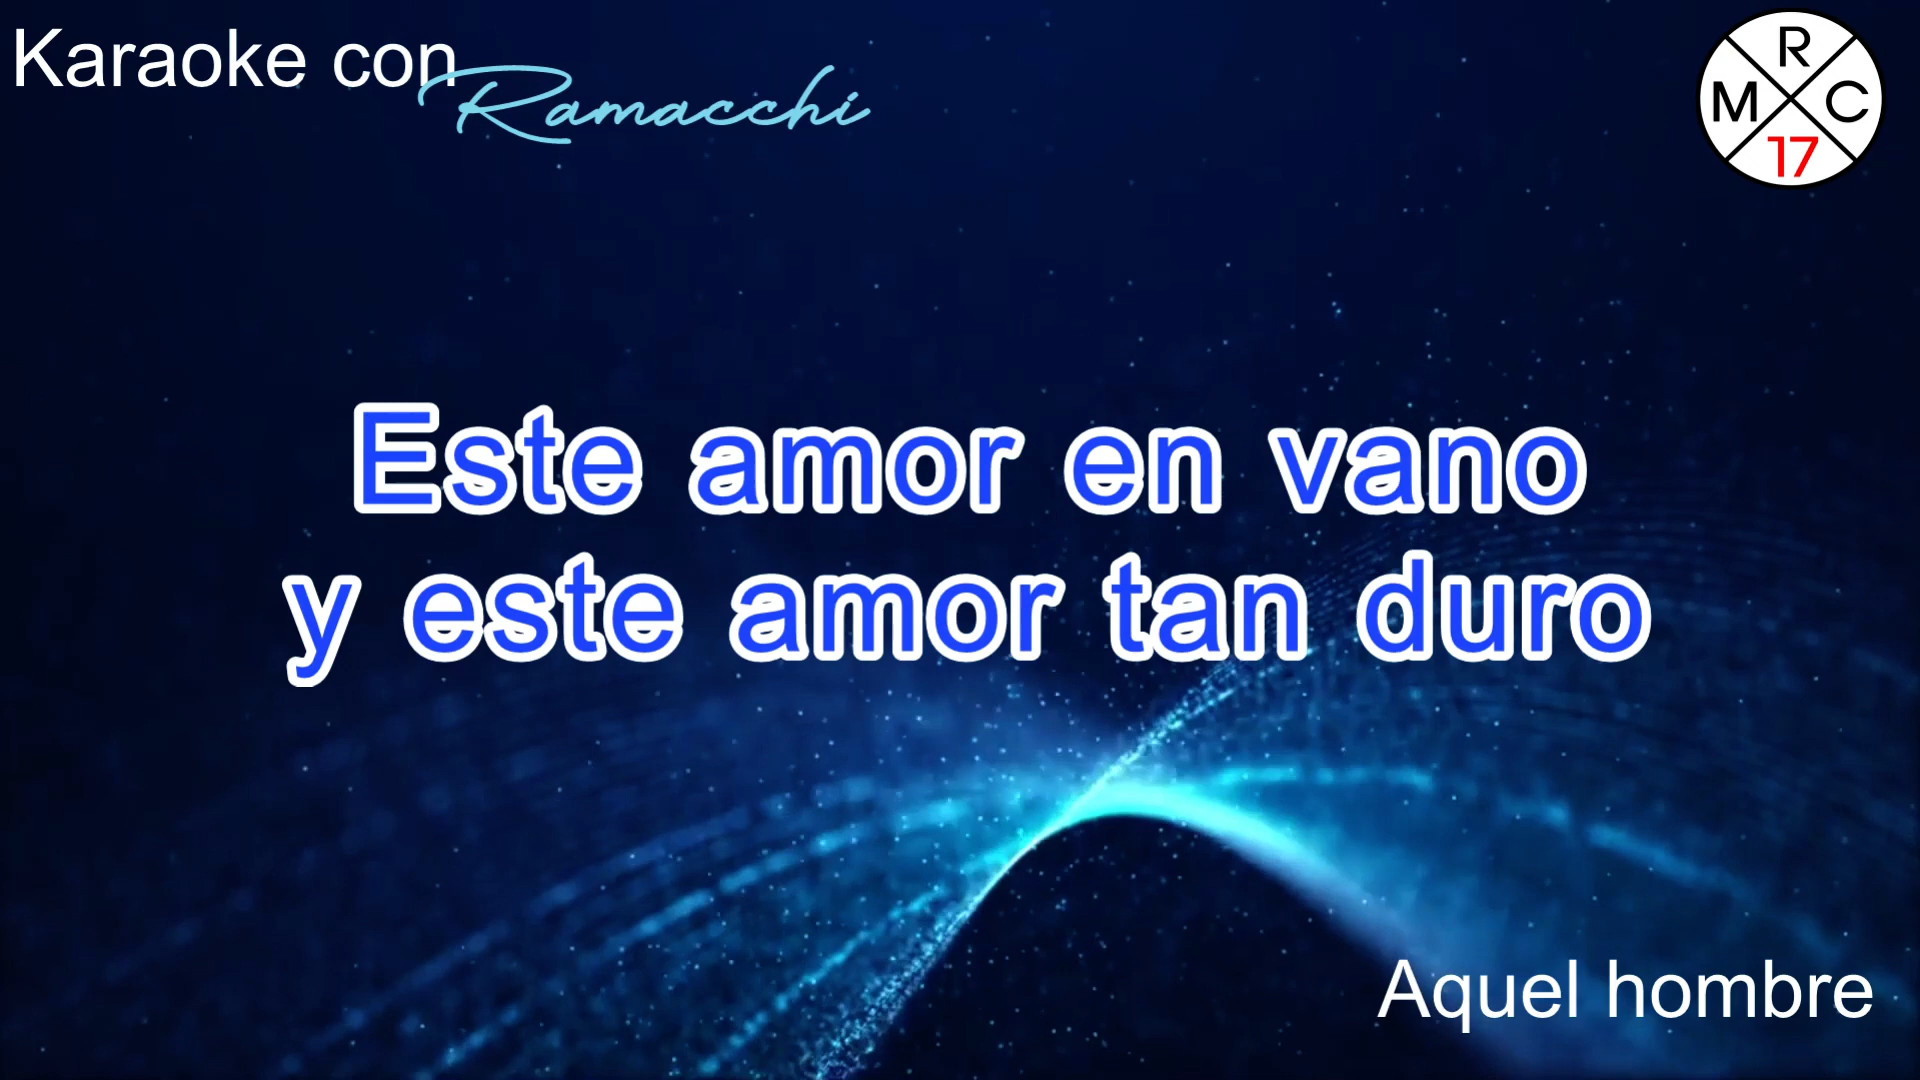 Karaoke con
Ramacchi
R
M C
17
Este amor en vano
y este amor tan duro
Aquel hombre